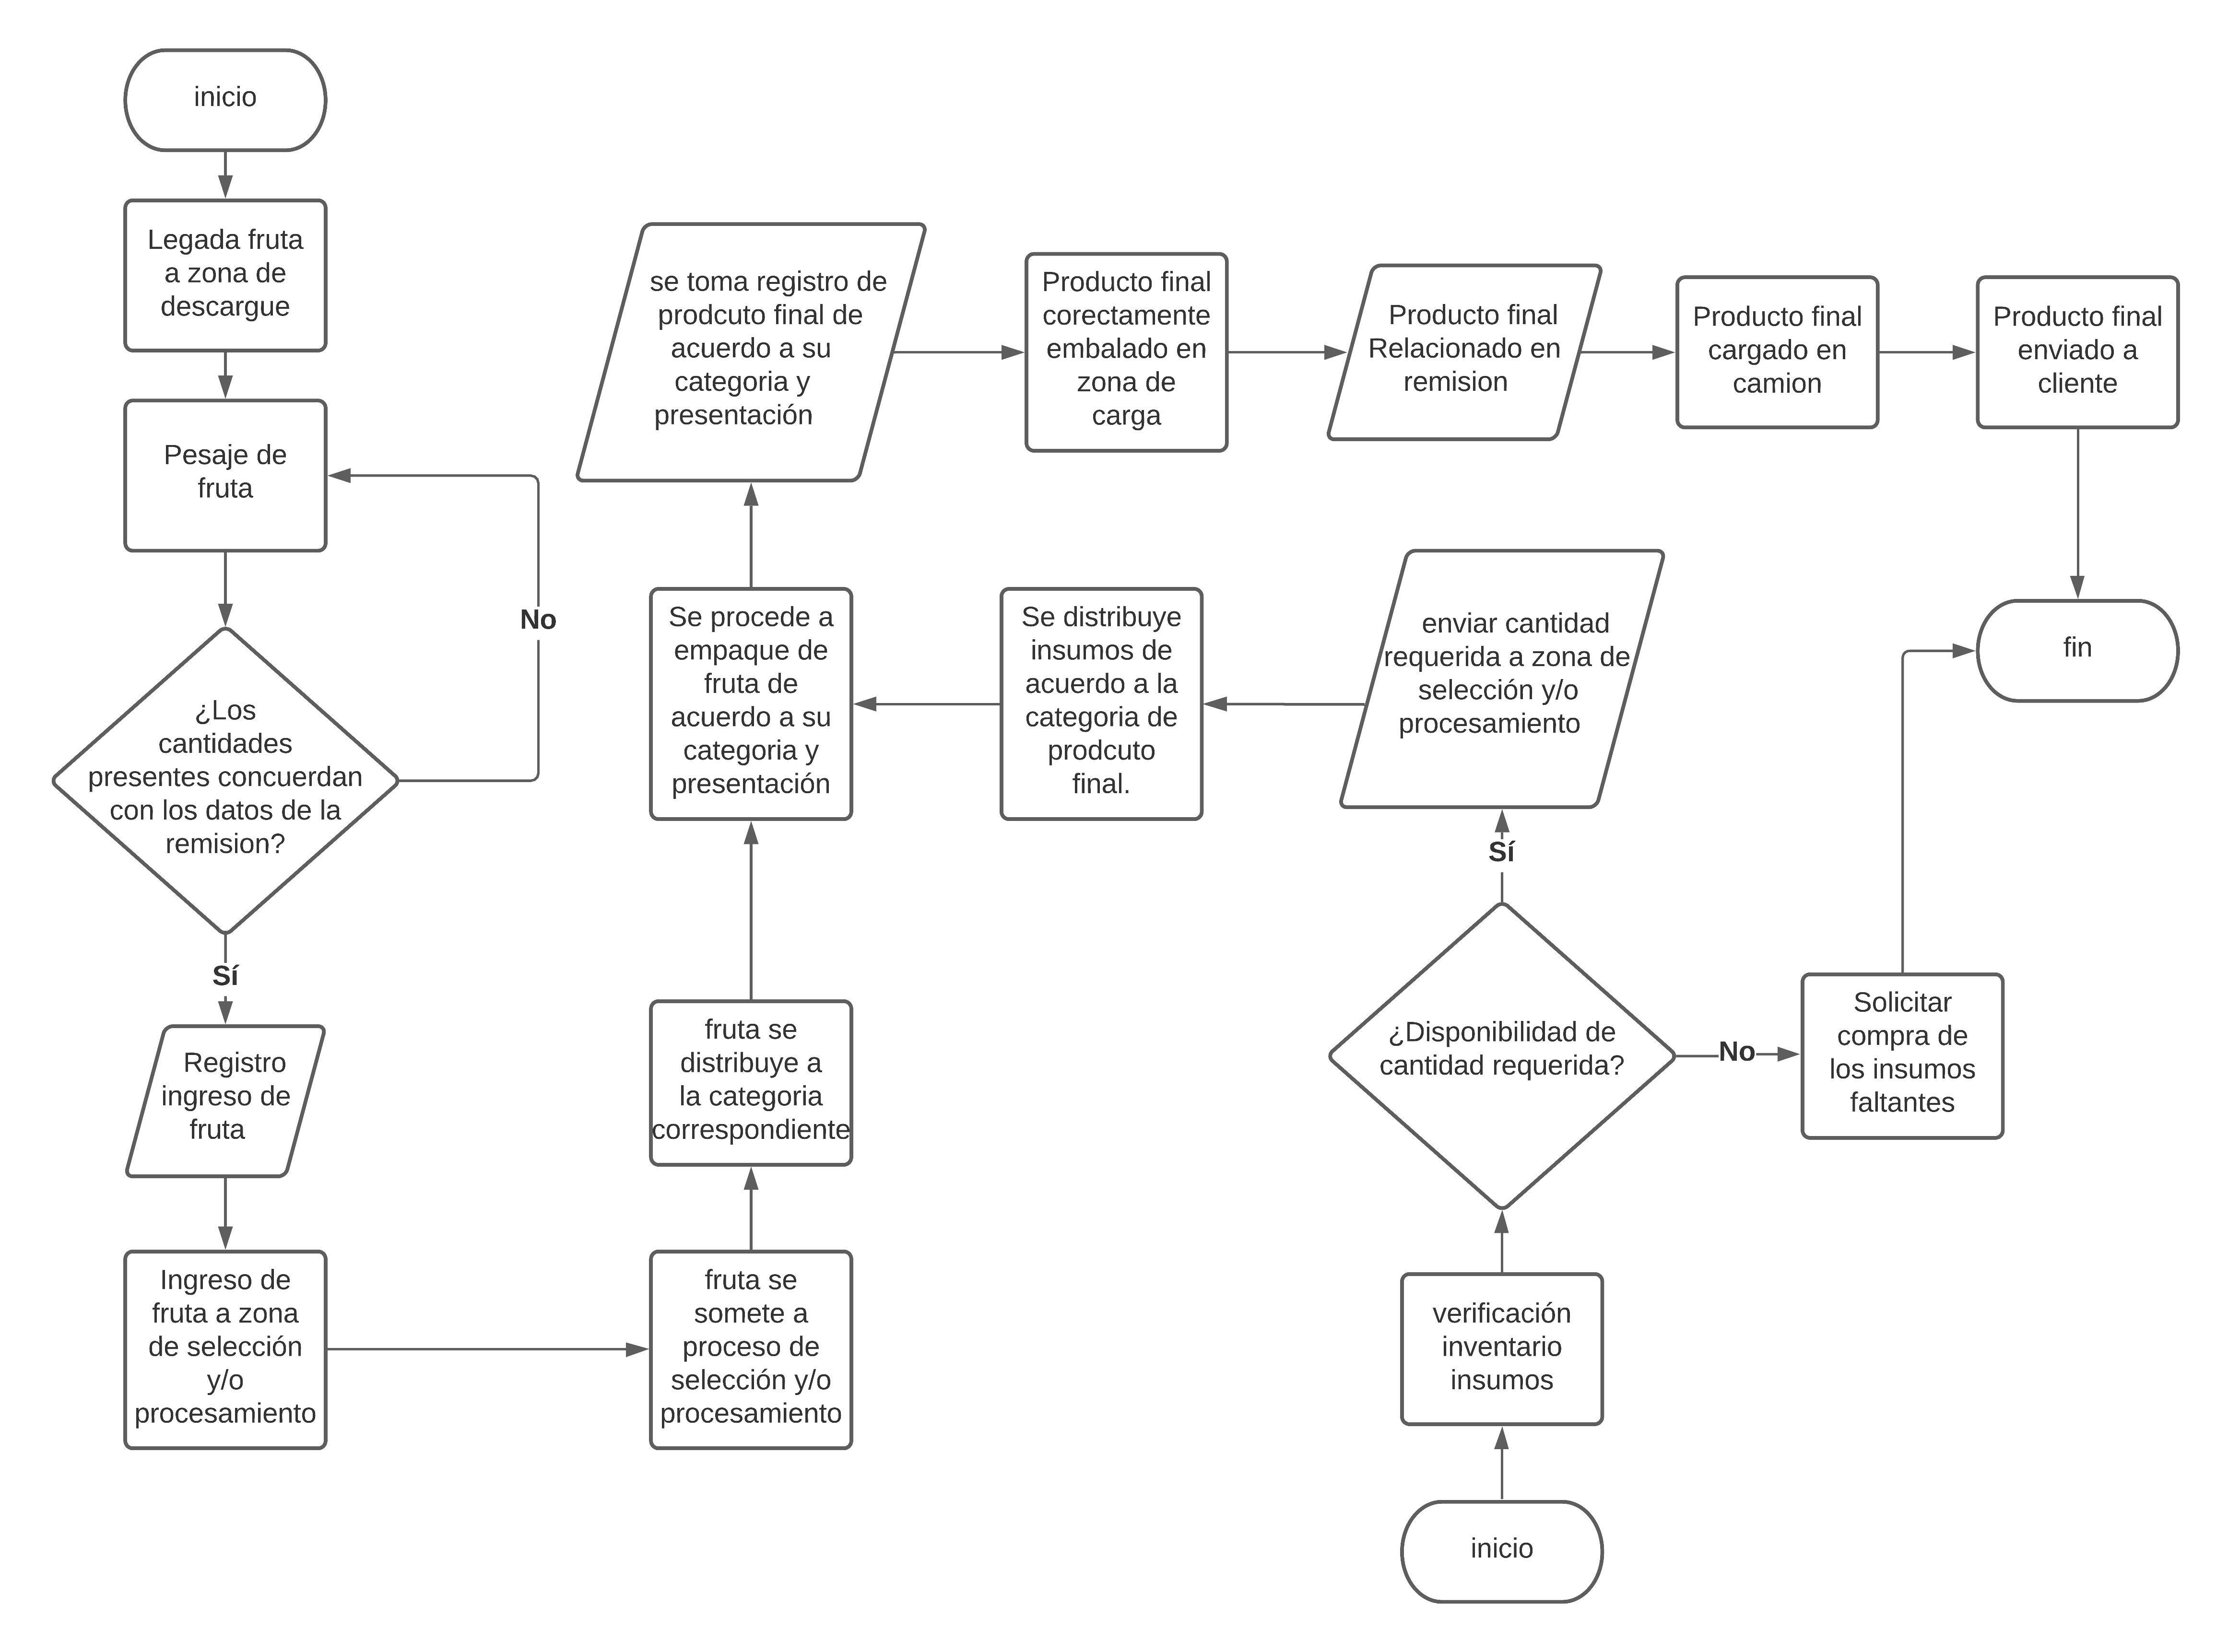 inicio
Legada fruta
a zona de
descargue
Pesaje de
fruta
No
¿Los
cantidades
presentes concuerdan
con los datos de la
remision?
Sí
Registro
ingreso de
fruta
Ingreso de
fruta a zona
de selección
y/o
procesamiento
fruta se
somete a
proceso de
selección y/o
procesamiento
fruta se
distribuye a
la categoria
correspondiente
Se procede a
empaque de
fruta de
acuerdo a su
categoria y
presentación
se toma registro de
prodcuto final de
acuerdo a su
categoria y
presentación
Producto final
corectamente
embalado en
zona de
carga
Producto final
Relacionado en
remision
Producto final
cargado en
camion
Producto final
enviado a
cliente
fin
Se distribuye
insumos de
acuerdo a la
categoria de
prodcuto
final.
enviar cantidad
requerida a zona de
selección y/o
procesamiento
Sí
¿Disponibilidad de
cantidad requerida?
No
Solicitar
compra de
los insumos
faltantes
verificación
inventario
insumos
inicio